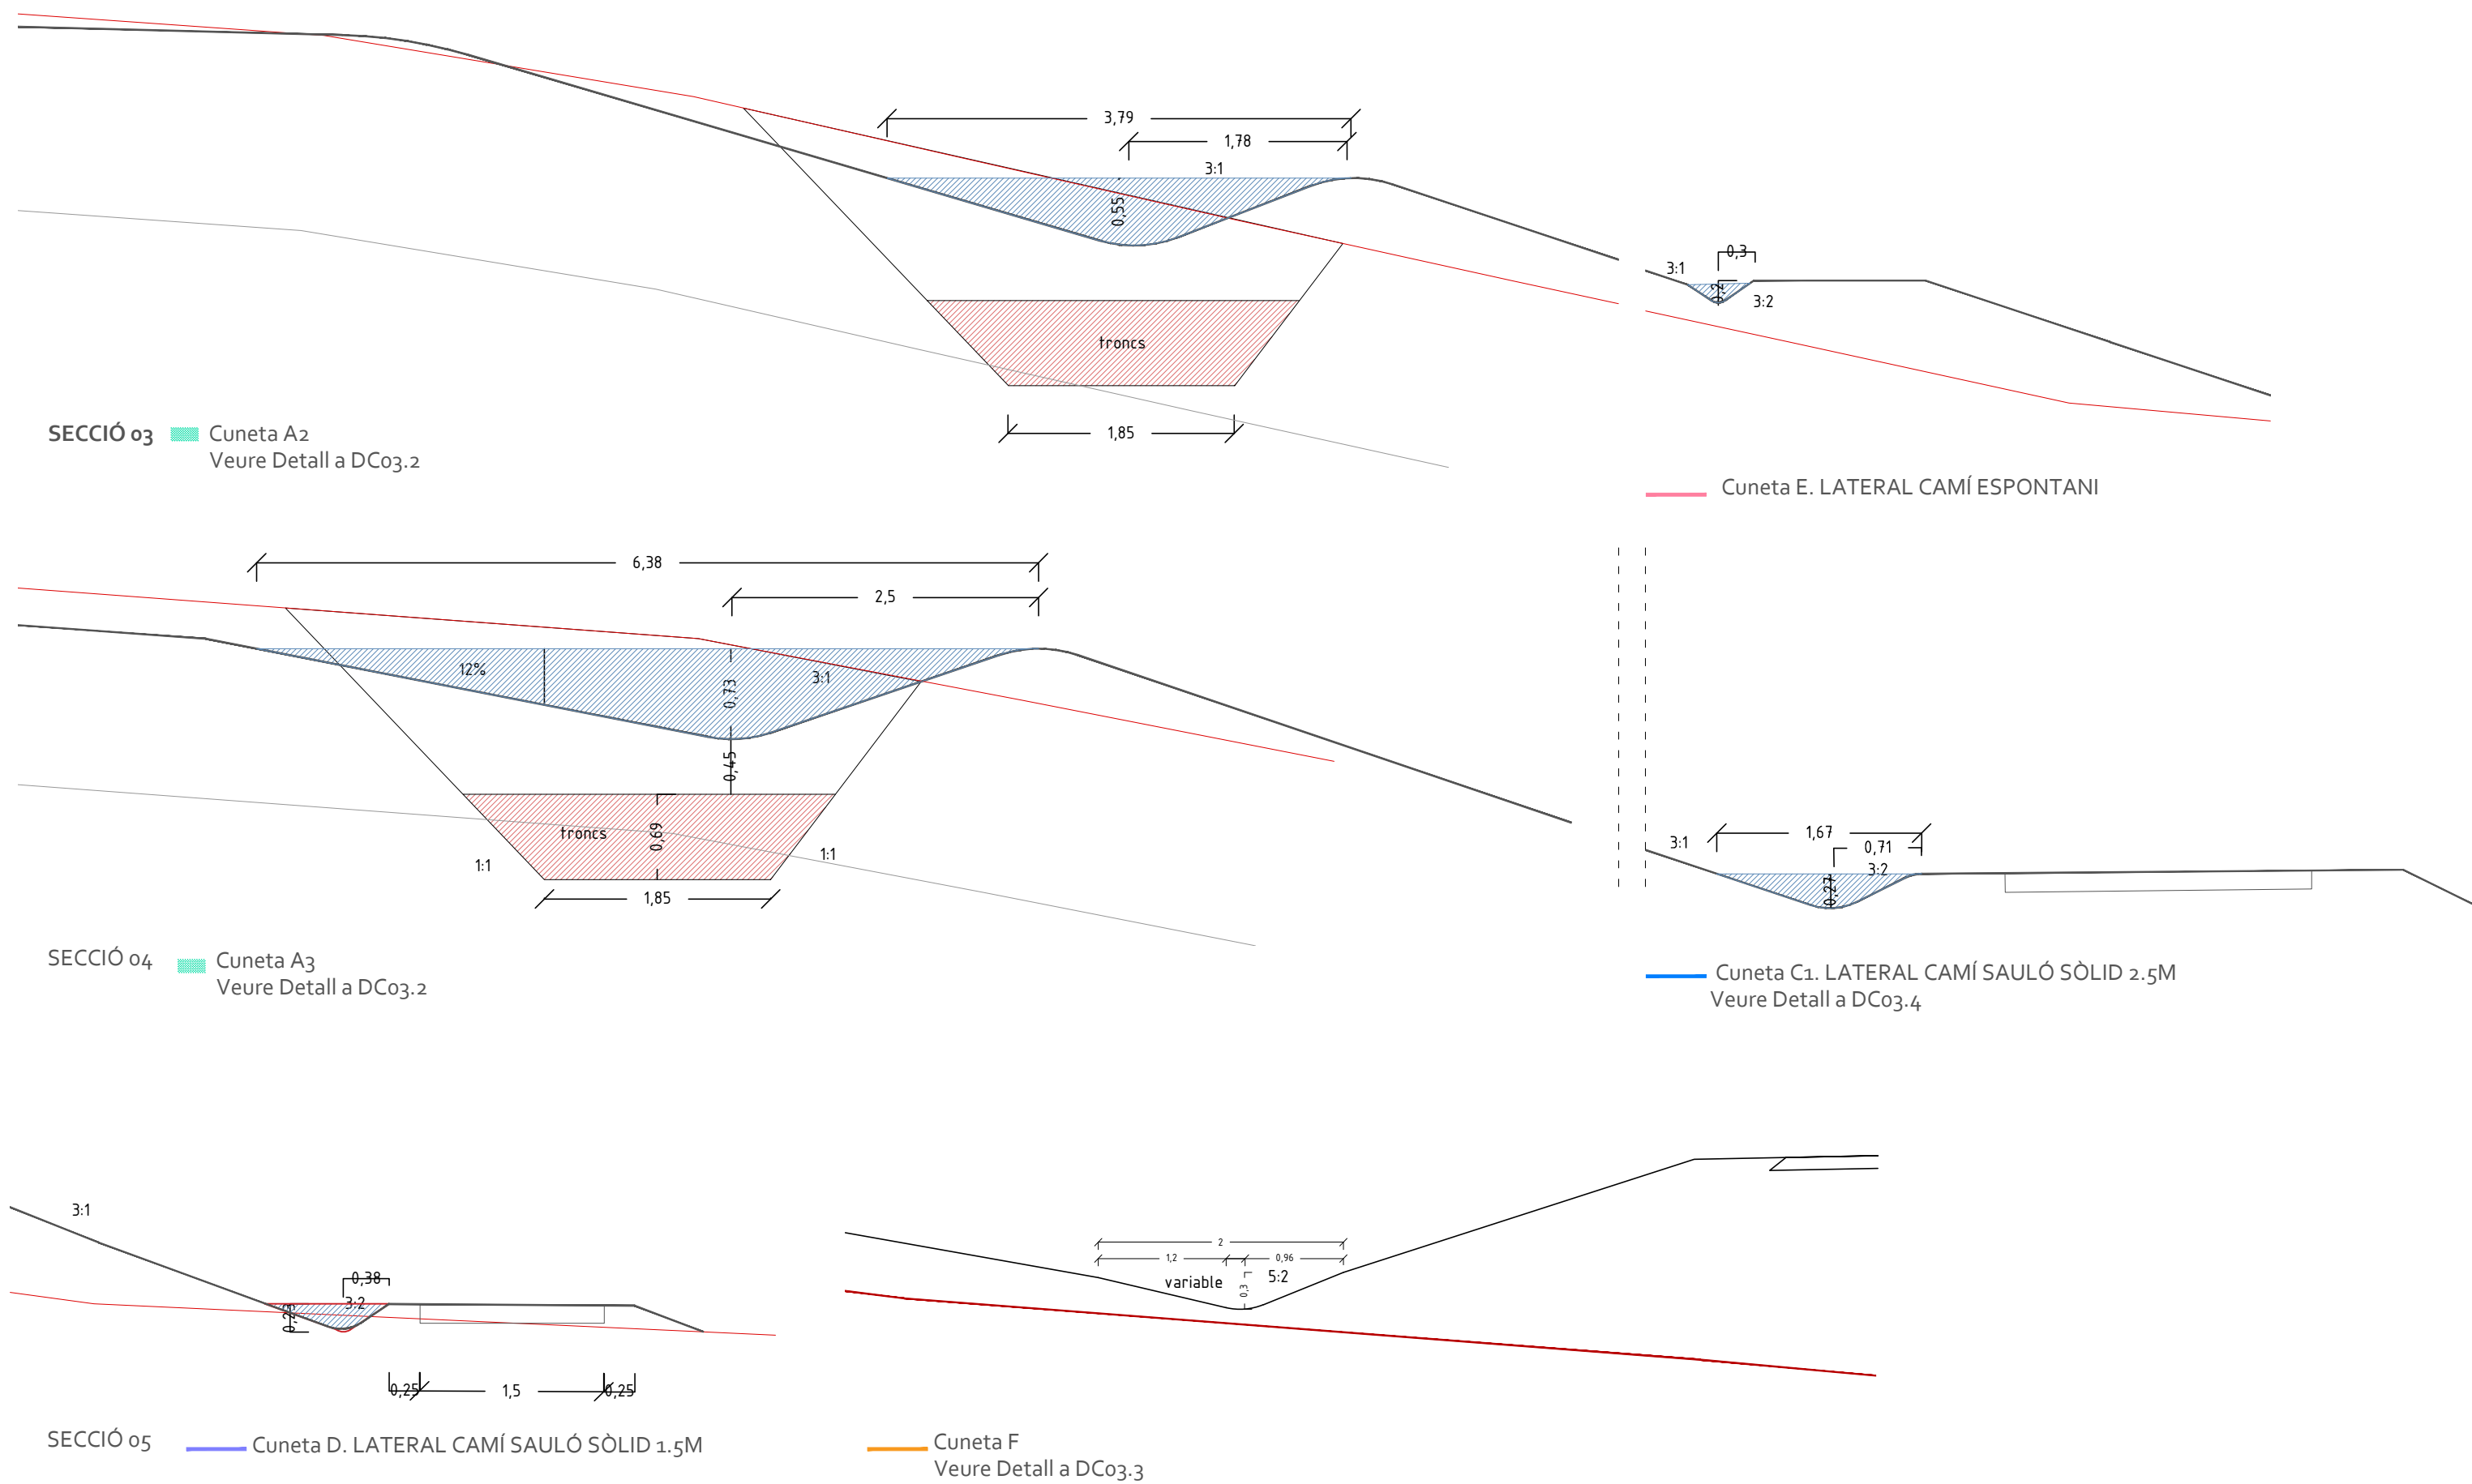 3,79
1,78
3:1
0,55
troncs
1,85
SECCIÓ 03 Cuneta A2
Veure Detall a DC03.2
0,3
3:1
0,2
3:2
Cuneta E. LATERAL CAMÍ ESPONTANI
6,38
2,5
12%
3:1
0,73
0,45
troncs
0,69
1:1
1:1
1,85
SECCIÓ 04 Cuneta A3
Veure Detall a DC03.2
3:1
1,67
0,71
3:2
0,27
Cuneta C1. LATERAL CAMÍ SAULÓ SÒLID 2.5M
Veure Detall a DC03.4
3:1
0,38
3:2
0,23
0,25
1,5
0,25
SECCIÓ 05 Cuneta D. LATERAL CAMÍ SAULÓ SÒLID 1.5M
2
1,2
0,96
variable
0,3
5:2
Cuneta F
Veure Detall a DC03.3